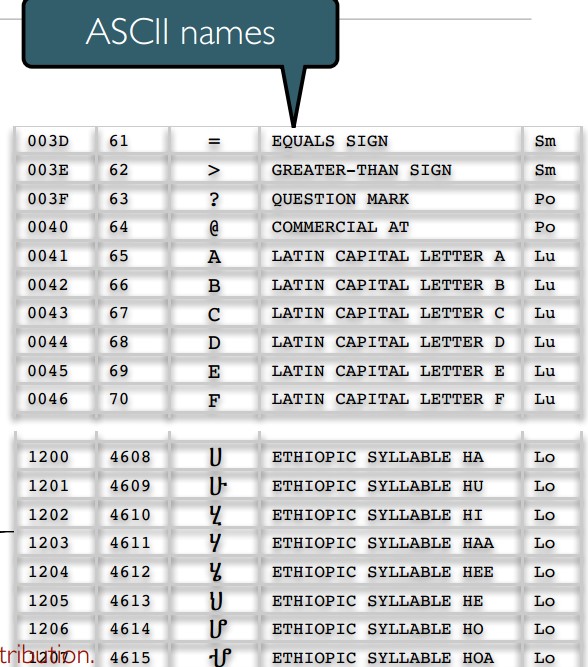 ASCII names
003D 61 = EQUALS SIGN Sm
003E 62 > GREATER-THAN SIGN Sm
003F 63 ? QUESTION MARK Po
0040 64 @ COMMERCIAL AT Po
0041 65 A LATIN CAPITAL LETTER A Lu
0042 66 B LATIN CAPITAL LETTER B Lu
0043 67 C LATIN CAPITAL LETTER C Lu
0044 68 D LATIN CAPITAL LETTER D Lu
0045 69 E LATIN CAPITAL LETTER E Lu
0046 70 F LATIN CAPITAL LETTER F Lu
1200 4608 ሀ ETHIOPIC SYLLABLE HA Lo
1201 4609 ሁ ETHIOPIC SYLLABLE HU Lo
1202 4610 ሂ ETHIOPIC SYLLABLE HI Lo
1203 4611 ሃ ETHIOPIC SYLLABLE HAA Lo
1204 4612 ሄ ETHIOPIC SYLLABLE HEE Lo
1205 4613 ህ ETHIOPIC SYLLABLE HE Lo
1206 4614 ሆ ETHIOPIC SYLLABLE HO Lo
1207 4615 ሇ ETHIOPIC SYLLABLE HOA Lo
tribution.